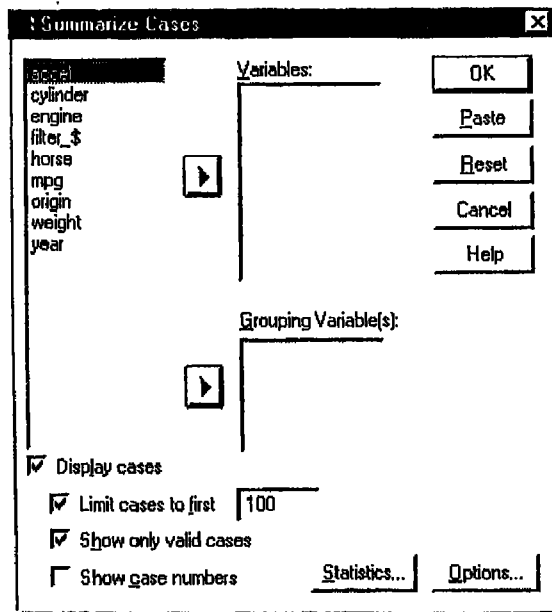 Summarize Cases
accel
cylinder
engine
filter_$
horse
mpg
origin
weight
year
Variables:
Grouping Variable(s):
OK
Paste
Reset
Cancel
Help
Display cases
Limit cases to first 100
Show only valid cases
Show case numbers
Statistics...
Options...